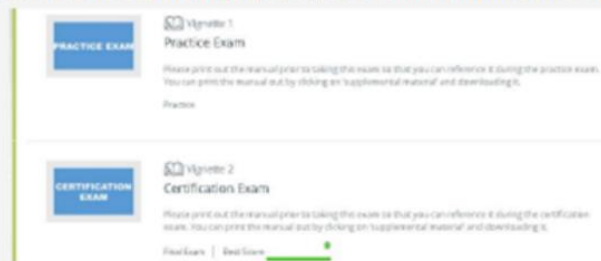 PRACTICE EXAM
Vignette 1
Practice Exam
Please print out the manual prior to taking this exam so that you can reference it during the practice exam.
You can print the manual out by clicking on 'supplemental material' and downloading it.
Practice
CERTIFICATION
EXAM
Vignette 2
Certification Exam
Please print out the manual prior to taking this exam so that you can reference it during the certification
exam. You can print the manual out by clicking on 'supplemental material' and downloading it.
Final Exam | Best Score